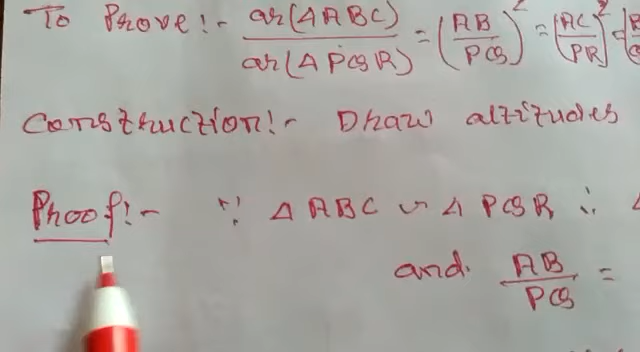 To Prove:- ar(ΔABC)/ar(ΔPQR) = (AB/PQ)² = (AC/PR)² =
Construction:- Draw altitudes
Proof:- ∵ ΔABC ~ ΔPQR ∴
and AB/PQ =